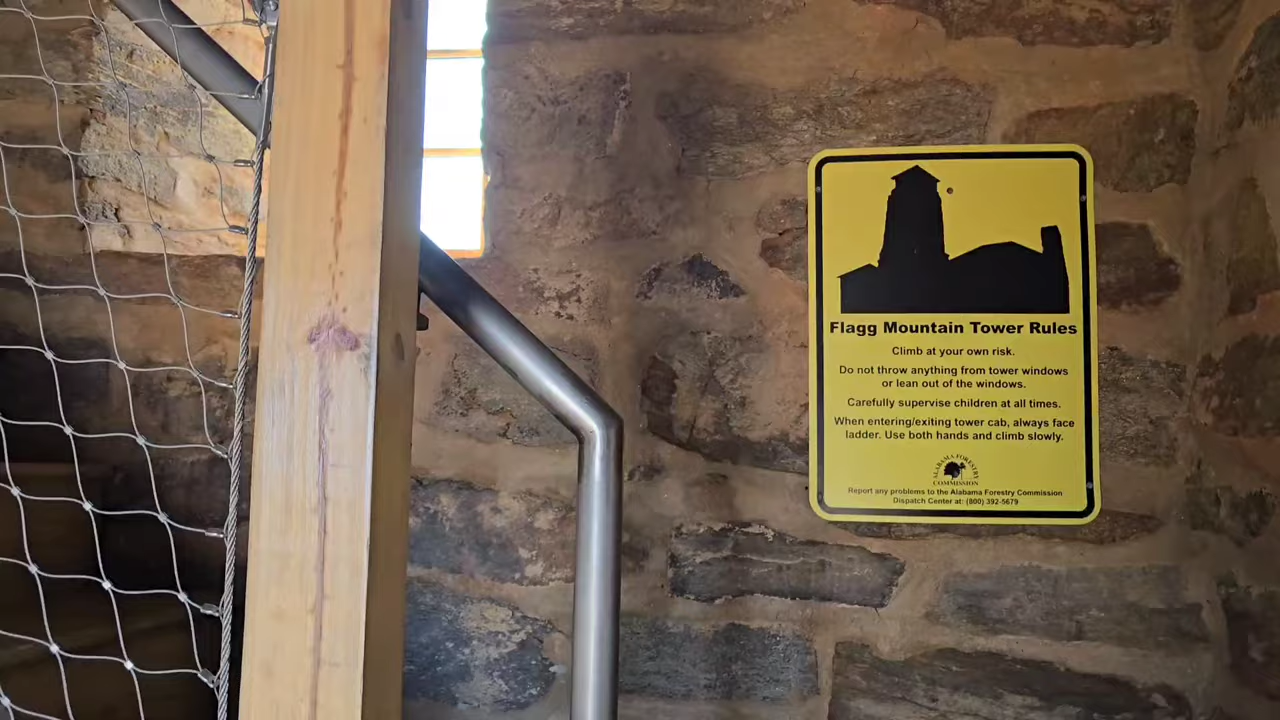 Flagg Mountain Tower Rules
Climb at your own risk.
Do not throw anything from tower windows
or lean out of the windows.
Carefully supervise children at all times.
When entering/exiting tower cab, always face
ladder. Use both hands and climb slowly.
ALABAMA FORESTRY
COMMISSION
Report any problems to the Alabama Forestry Commission
Dispatch Center at: (800) 392-5679